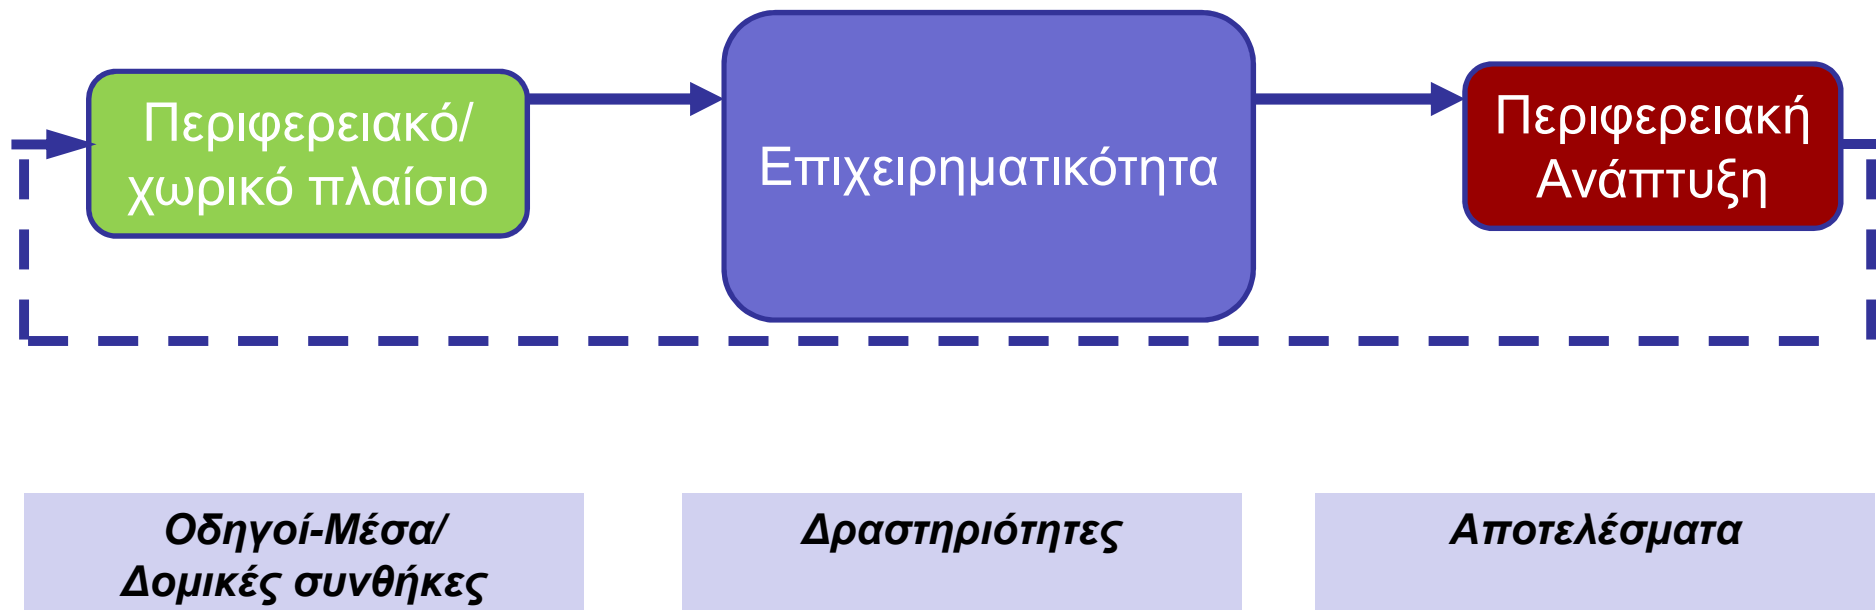 Περιφερειακό/
χωρικό πλαίσιο
Επιχειρηματικότητα
Περιφερειακή
Ανάπτυξη
Οδηγοί-Μέσα/
Δομικές συνθήκες
Δραστηριότητες
Αποτελέσματα